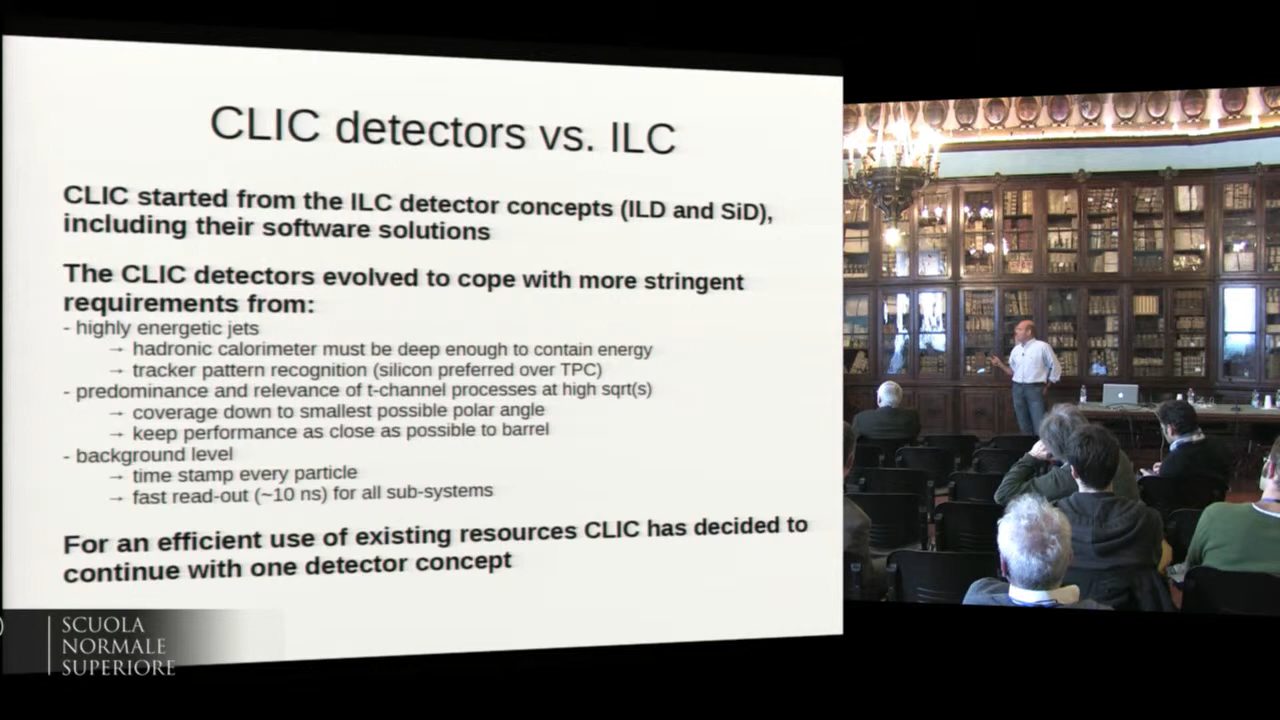 CLIC detectors vs. ILC
CLIC started from the ILC detector concepts (ILD and SiD),
including their software solutions
The CLIC detectors evolved to cope with more stringent
requirements from:
- highly energetic jets
→ hadronic calorimeter must be deep enough to contain energy
→ tracker pattern recognition (silicon preferred over TPC)
- predominance and relevance of t-channel processes at high sqrt(s)
→ coverage down to smallest possible polar angle
→ keep performance as close as possible to barrel
- background level
→ time stamp every particle
→ fast read-out (~10 ns) for all sub-systems
For an efficient use of existing resources CLIC has decided to
continue with one detector concept
SCUOLA
NORMALE
SUPERIORE